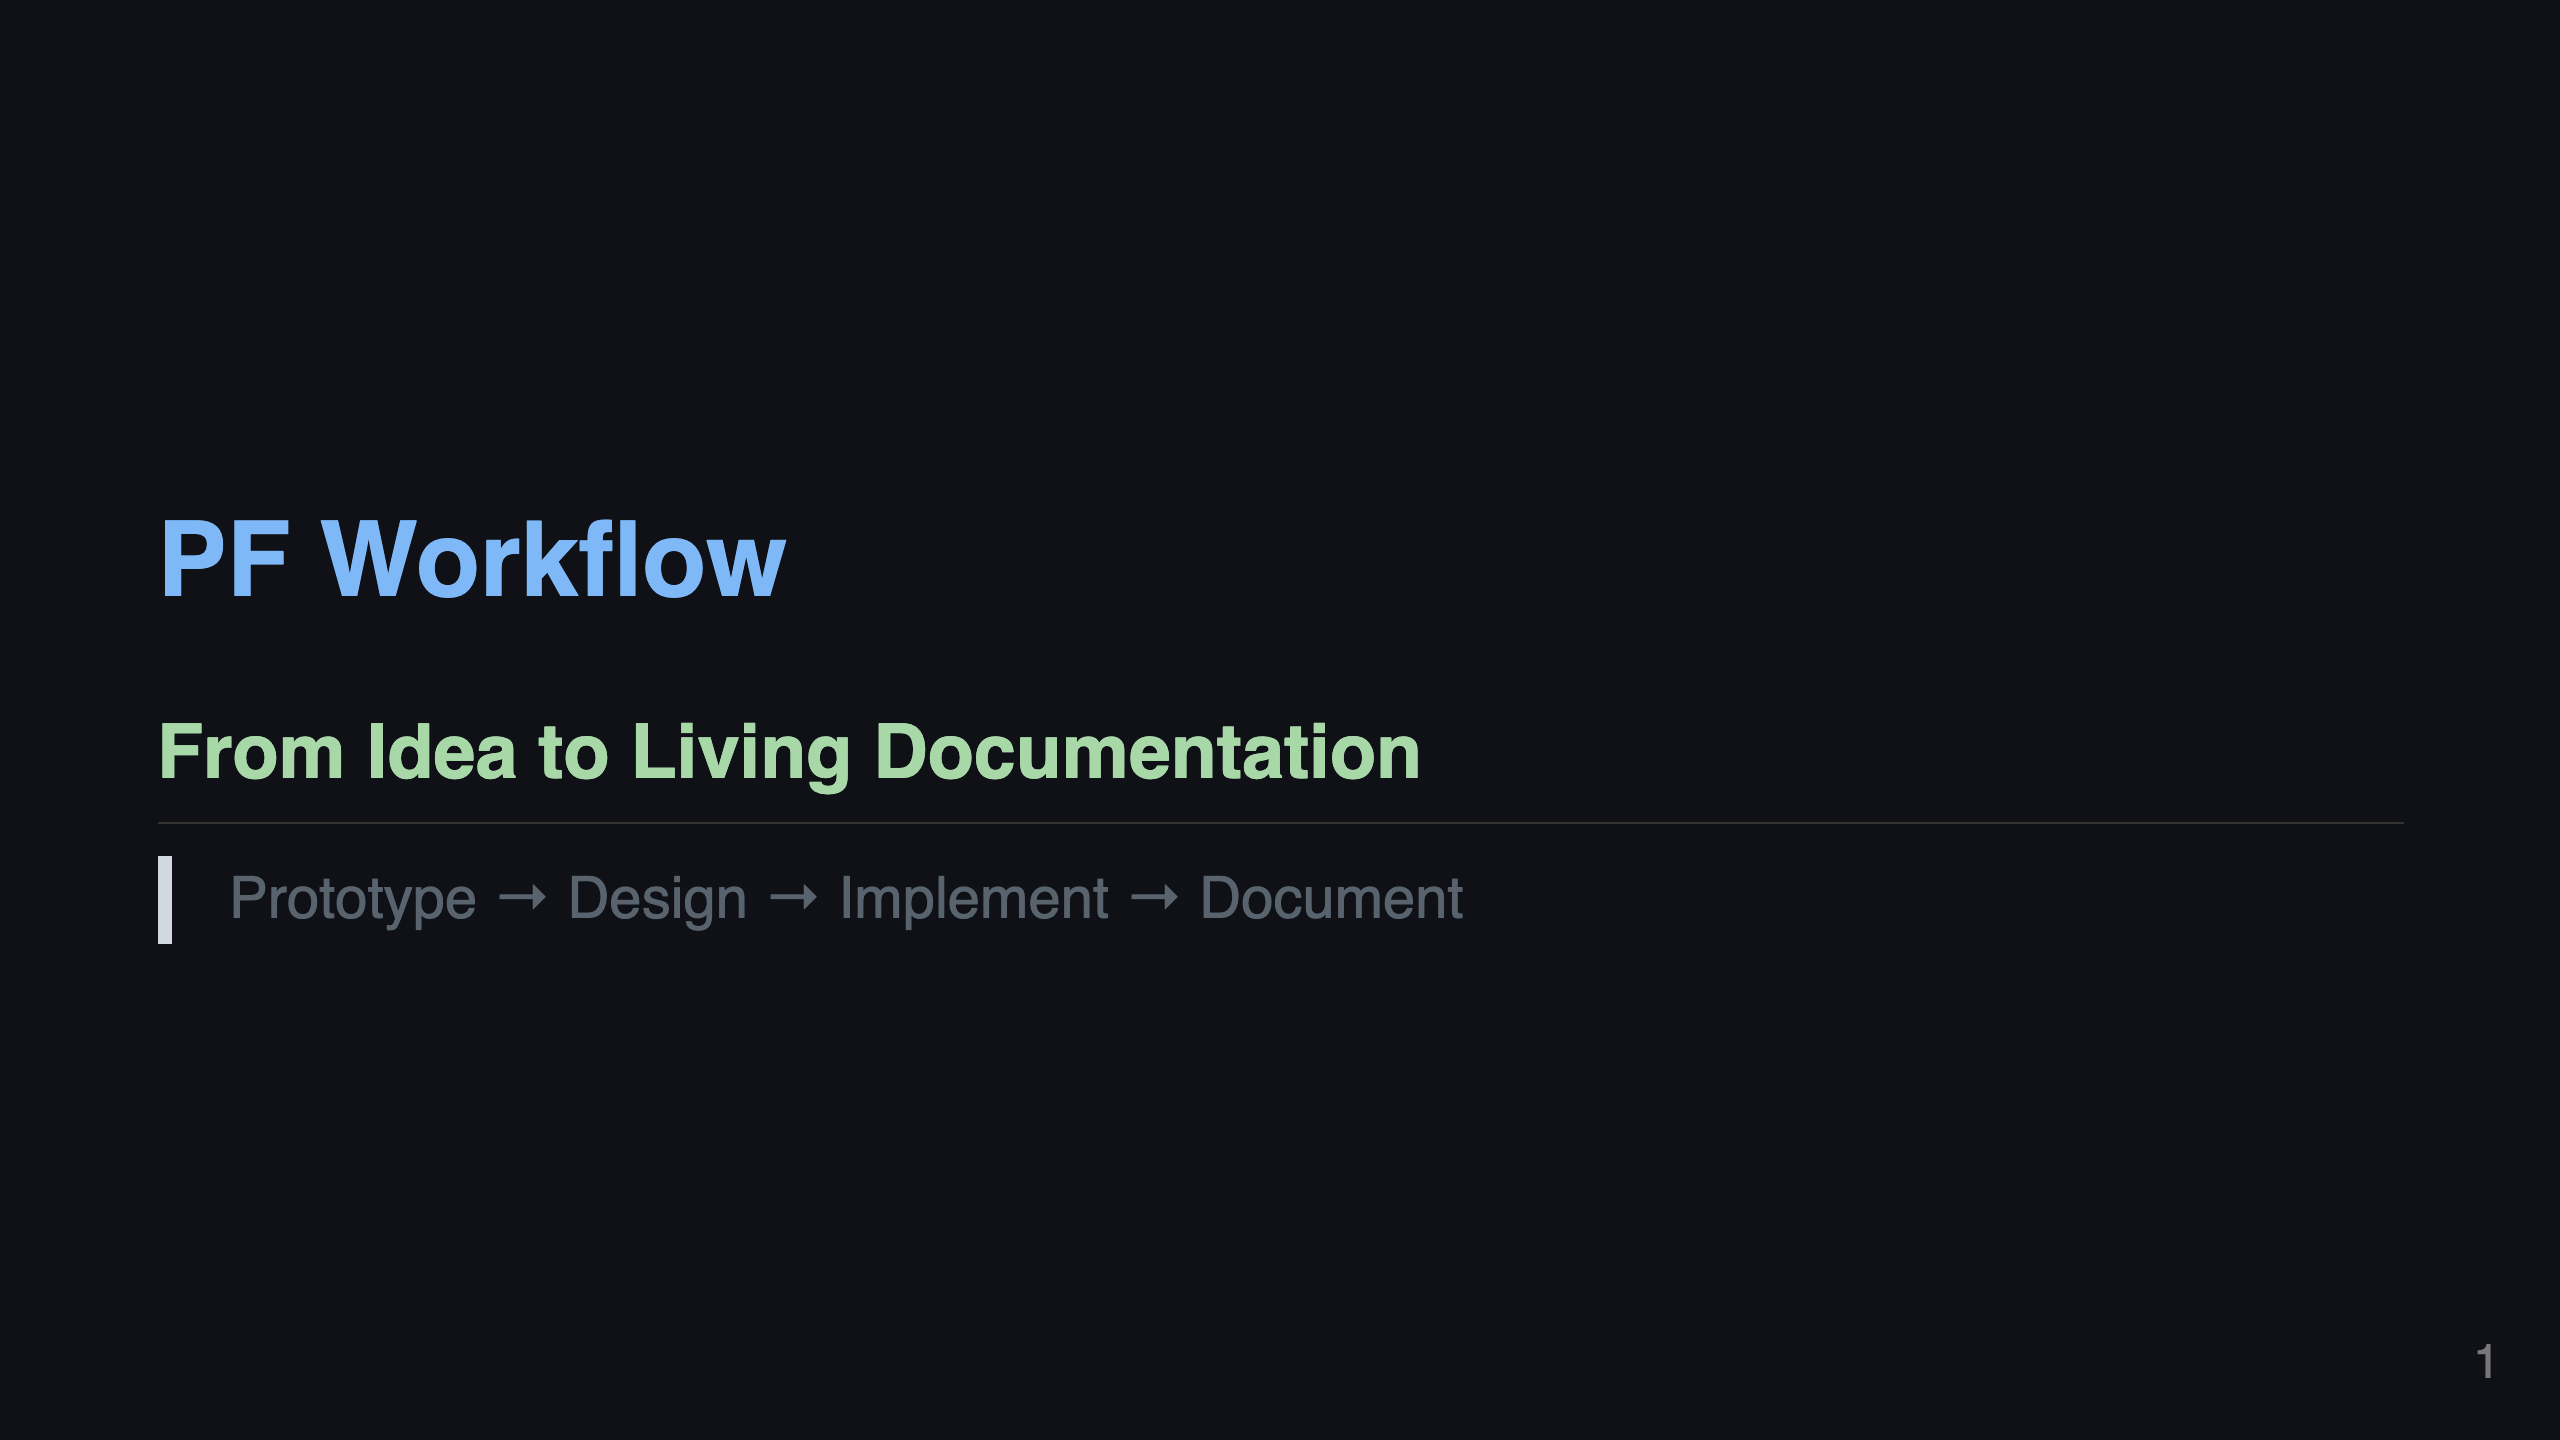 PF Workflow
From Idea to Living Documentation
Prototype → Design → Implement → Document
1